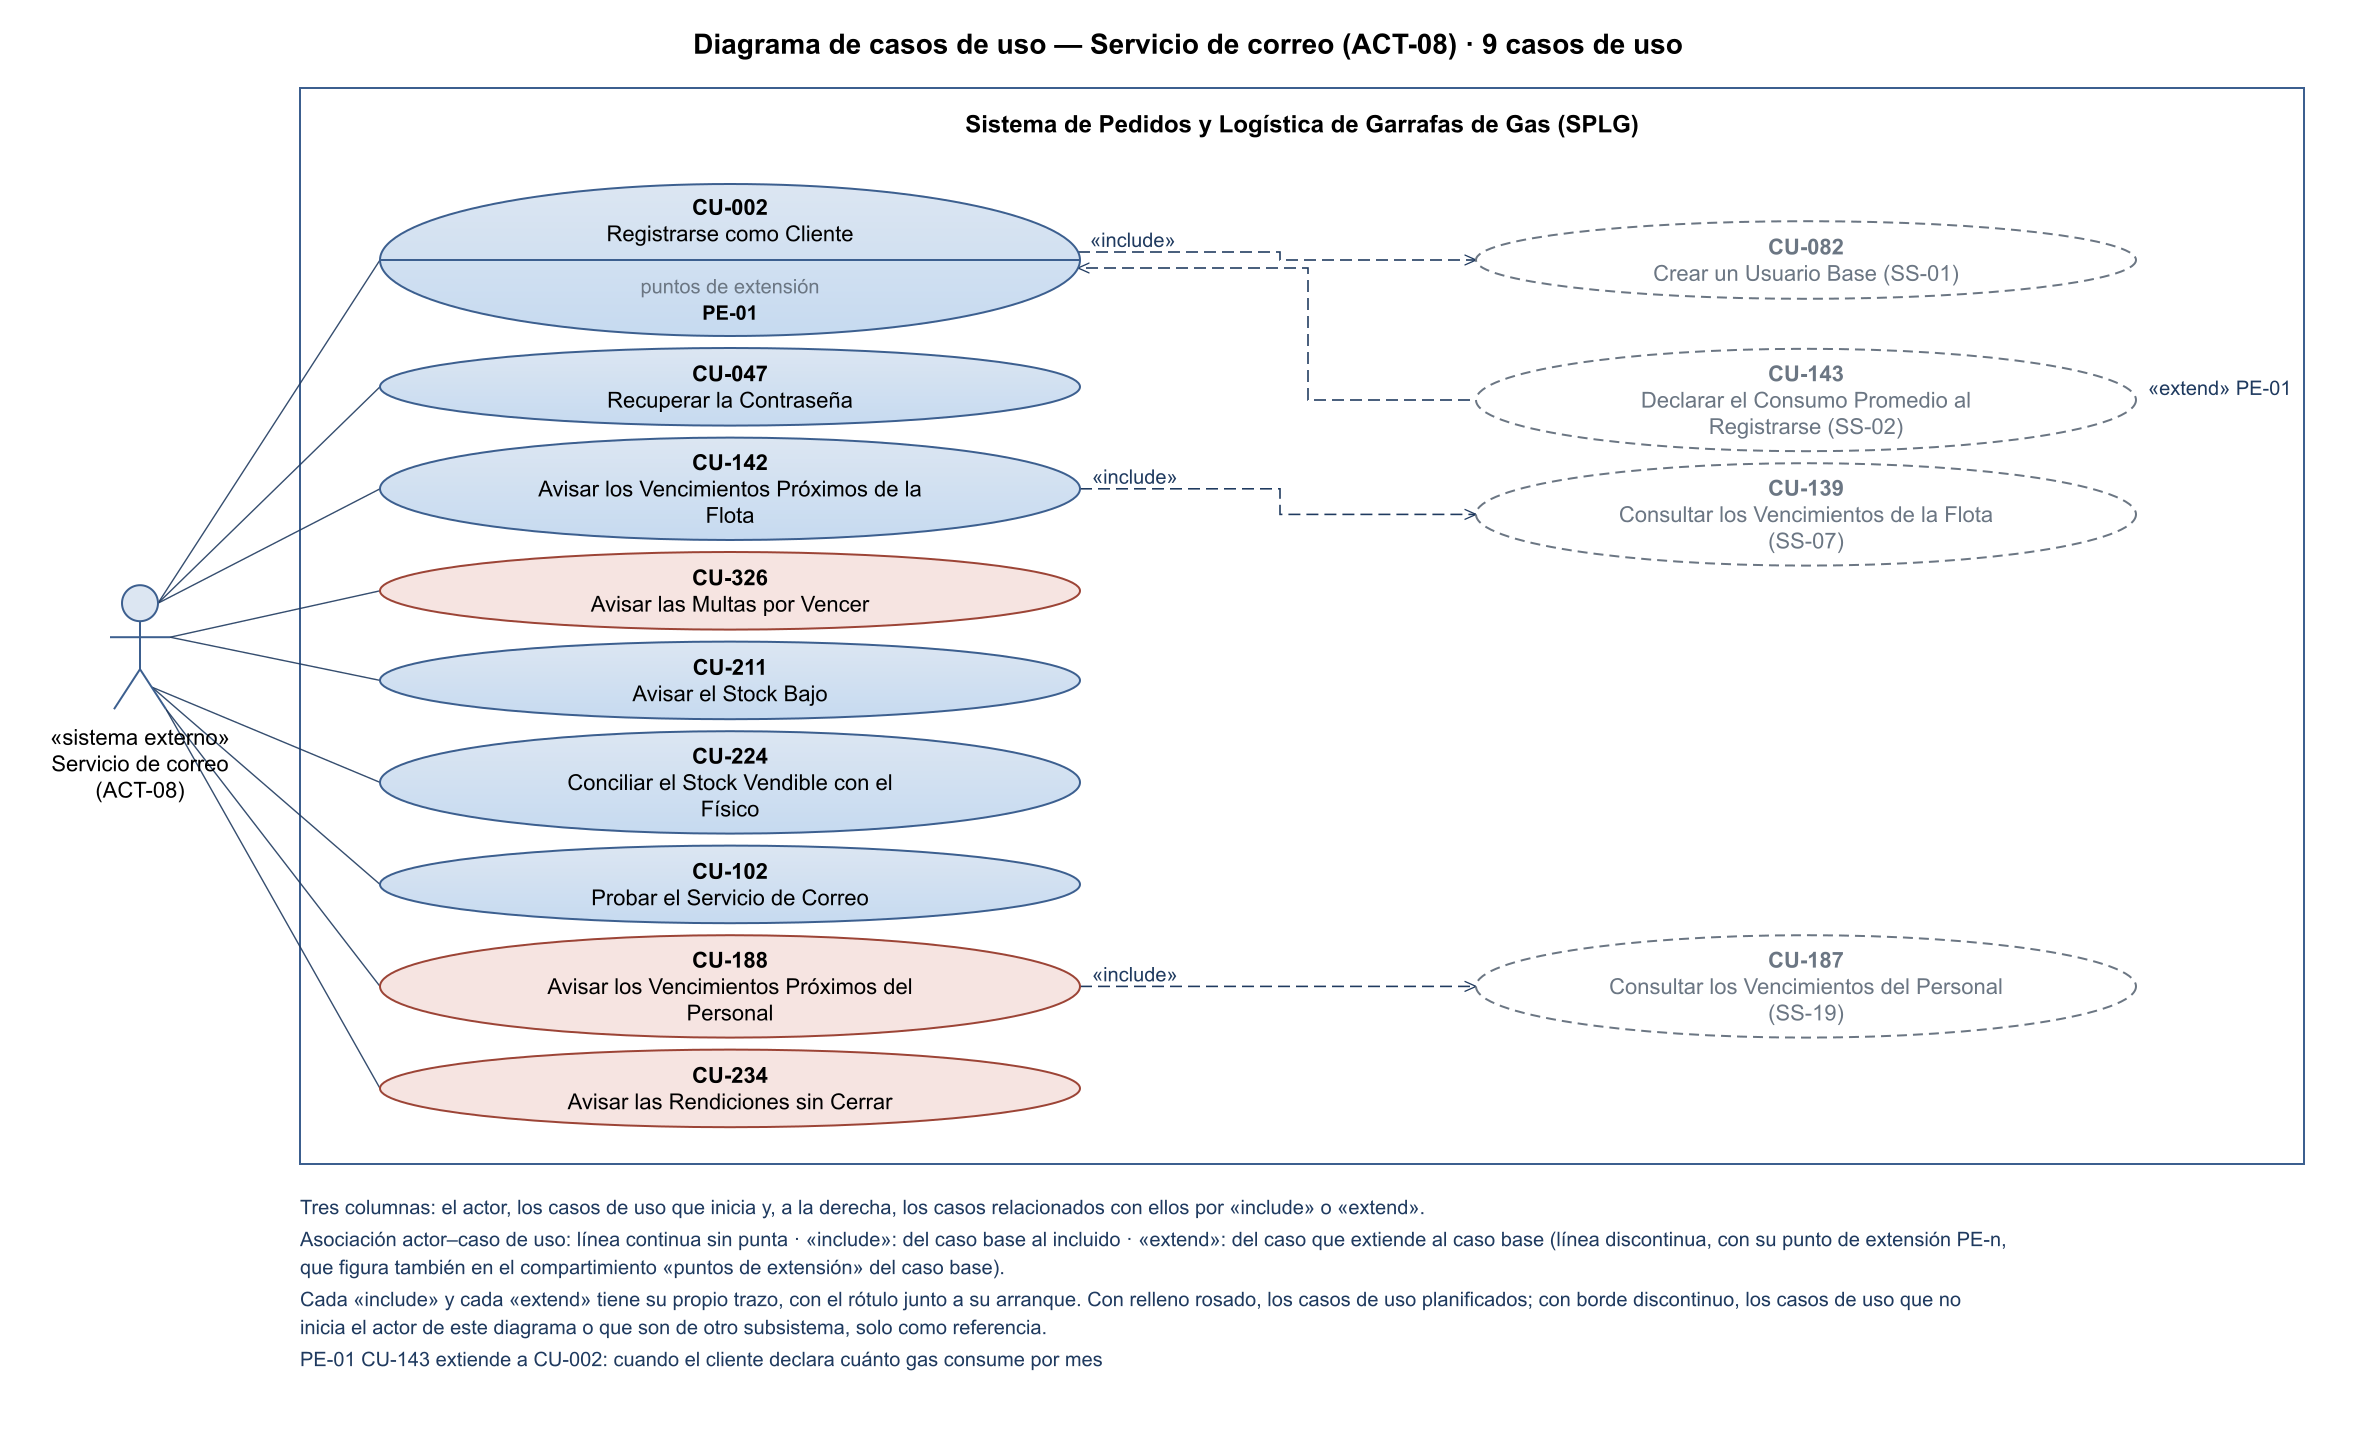 Diagrama de casos de uso — Servicio de correo (ACT-08) · 9 casos de uso
Sistema de Pedidos y Logística de Garrafas de Gas (SPLG)
CU-002
Registrarse como Cliente
puntos de extensión
PE-01
«include»
CU-082
Crear un Usuario Base (SS-01)
CU-047
Recuperar la Contraseña
CU-143
Declarar el Consumo Promedio al
Registrarse (SS-02)
«extend» PE-01
CU-142
Avisar los Vencimientos Próximos de la
Flota
«include»
CU-139
Consultar los Vencimientos de la Flota
(SS-07)
CU-326
Avisar las Multas por Vencer
CU-211
Avisar el Stock Bajo
«sistema externo»
Servicio de correo
(ACT-08)
CU-224
Conciliar el Stock Vendible con el
Físico
CU-102
Probar el Servicio de Correo
CU-188
Avisar los Vencimientos Próximos del
Personal
«include»
CU-187
Consultar los Vencimientos del Personal
(SS-19)
CU-234
Avisar las Rendiciones sin Cerrar
Tres columnas: el actor, los casos de uso que inicia y, a la derecha, los casos relacionados con ellos por «include» o «extend».
Asociación actor–caso de uso: línea continua sin punta · «include»: del caso base al incluido · «extend»: del caso que extiende al caso base (línea discontinua, con su punto de extensión PE-n,
que figura también en el compartimiento «puntos de extensión» del caso base).
Cada «include» y cada «extend» tiene su propio trazo, con el rótulo junto a su arranque. Con relleno rosado, los casos de uso planificados; con borde discontinuo, los casos de uso que no
inicia el actor de este diagrama o que son de otro subsistema, solo como referencia.
PE-01 CU-143 extiende a CU-002: cuando el cliente declara cuánto gas consume por mes